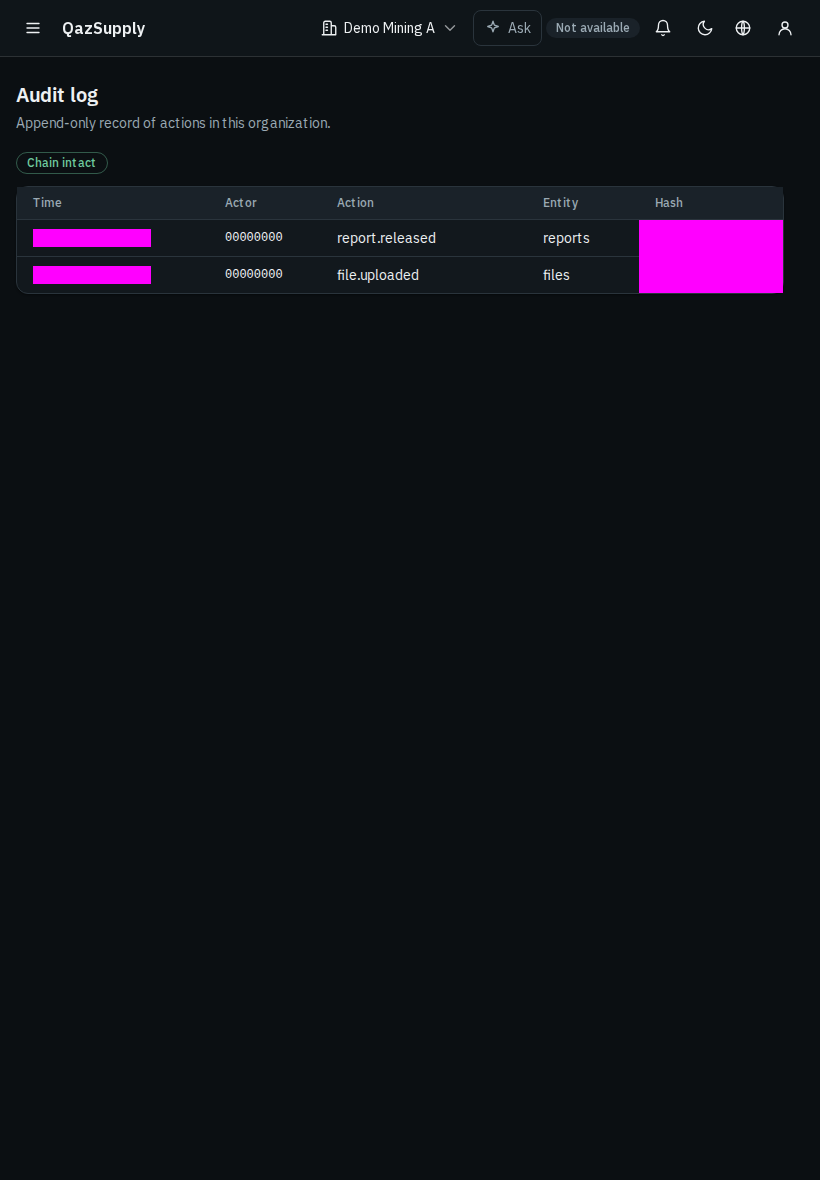 QazSupply Demo Mining A Ask Not available
Audit log
Append-only record of actions in this organization.
Chain intact
Time Actor Action Entity Hash
00000000 report.released reports
00000000 file.uploaded files